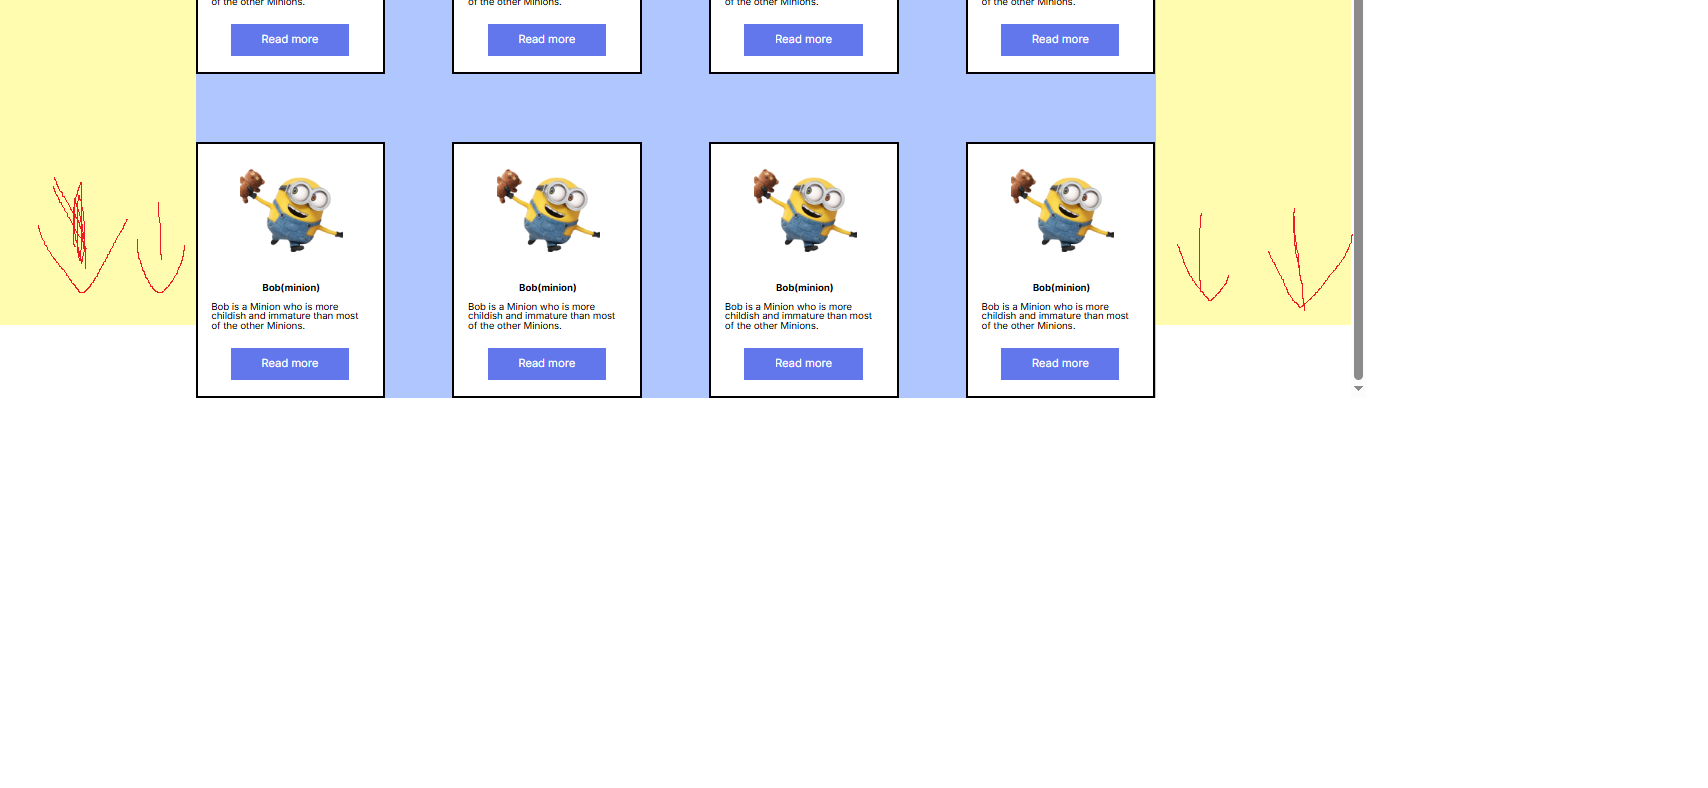 of the other Minions. of the other Minions. of the other Minions. of the other Minions.
Read more Read more Read more Read more
Bob(minion) Bob(minion) Bob(minion) Bob(minion)
Bob is a Minion who is more Bob is a Minion who is more Bob is a Minion who is more Bob is a Minion who is more
childish and immature than most childish and immature than most childish and immature than most childish and immature than most
of the other Minions. of the other Minions. of the other Minions. of the other Minions.
Read more Read more Read more Read more